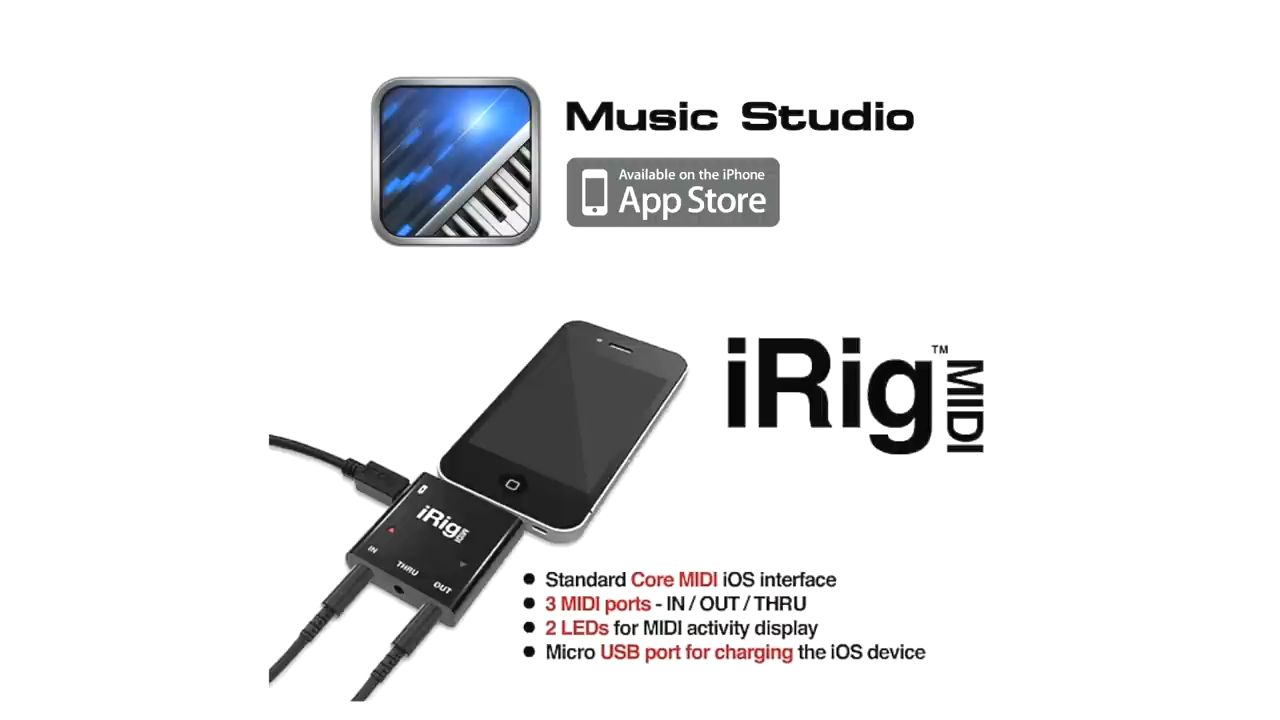 Music Studio
Available on the iPhone
App Store
iRig™ MIDI
iRig MIDI
IN
THRU
OUT
● Standard Core MIDI iOS interface
● 3 MIDI ports - IN / OUT / THRU
● 2 LEDs for MIDI activity display
● Micro USB port for charging the iOS device